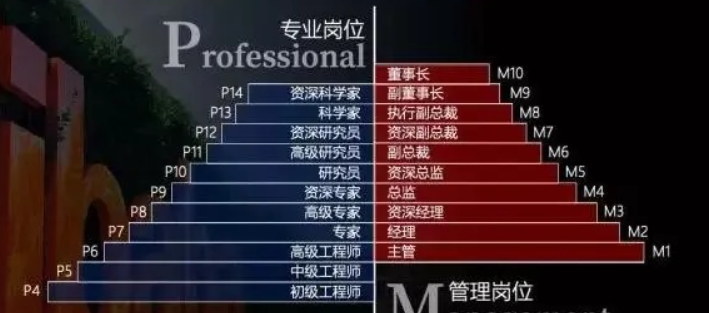 专业岗位
Professional
董事长 M10
P14 资深科学家 副董事长 M9
P13 科学家 执行副总裁 M8
P12 资深研究员 资深副总裁 M7
P11 高级研究员 副总裁 M6
P10 研究员 资深总监 M5
P9 资深专家 总监 M4
P8 高级专家 资深经理 M3
P7 专家 经理 M2
P6 高级工程师 主管 M1
P5 中级工程师
P4 初级工程师
管理岗位